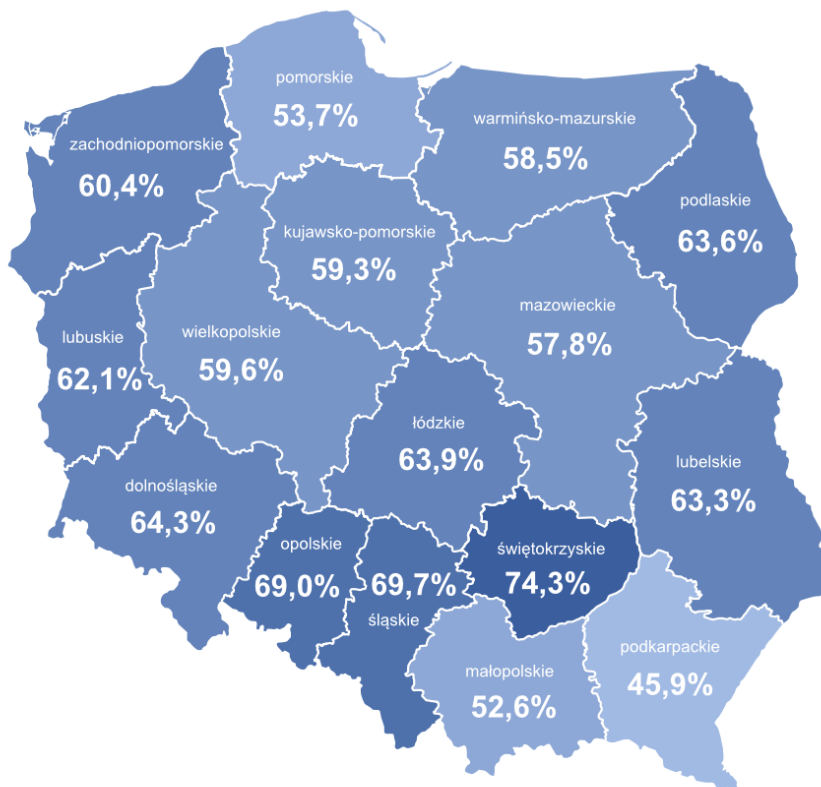 pomorskie
53,7%
warmińsko-mazurskie
58,5%
zachodniopomorskie
60,4%
podlaskie
63,6%
kujawsko-pomorskie
59,3%
mazowieckie
57,8%
lubuskie
62,1%
wielkopolskie
59,6%
łódzkie
63,9%
lubelskie
63,3%
dolnośląskie
64,3%
opolskie
69,0%
69,7%
śląskie
świętokrzyskie
74,3%
małopolskie
52,6%
podkarpackie
45,9%